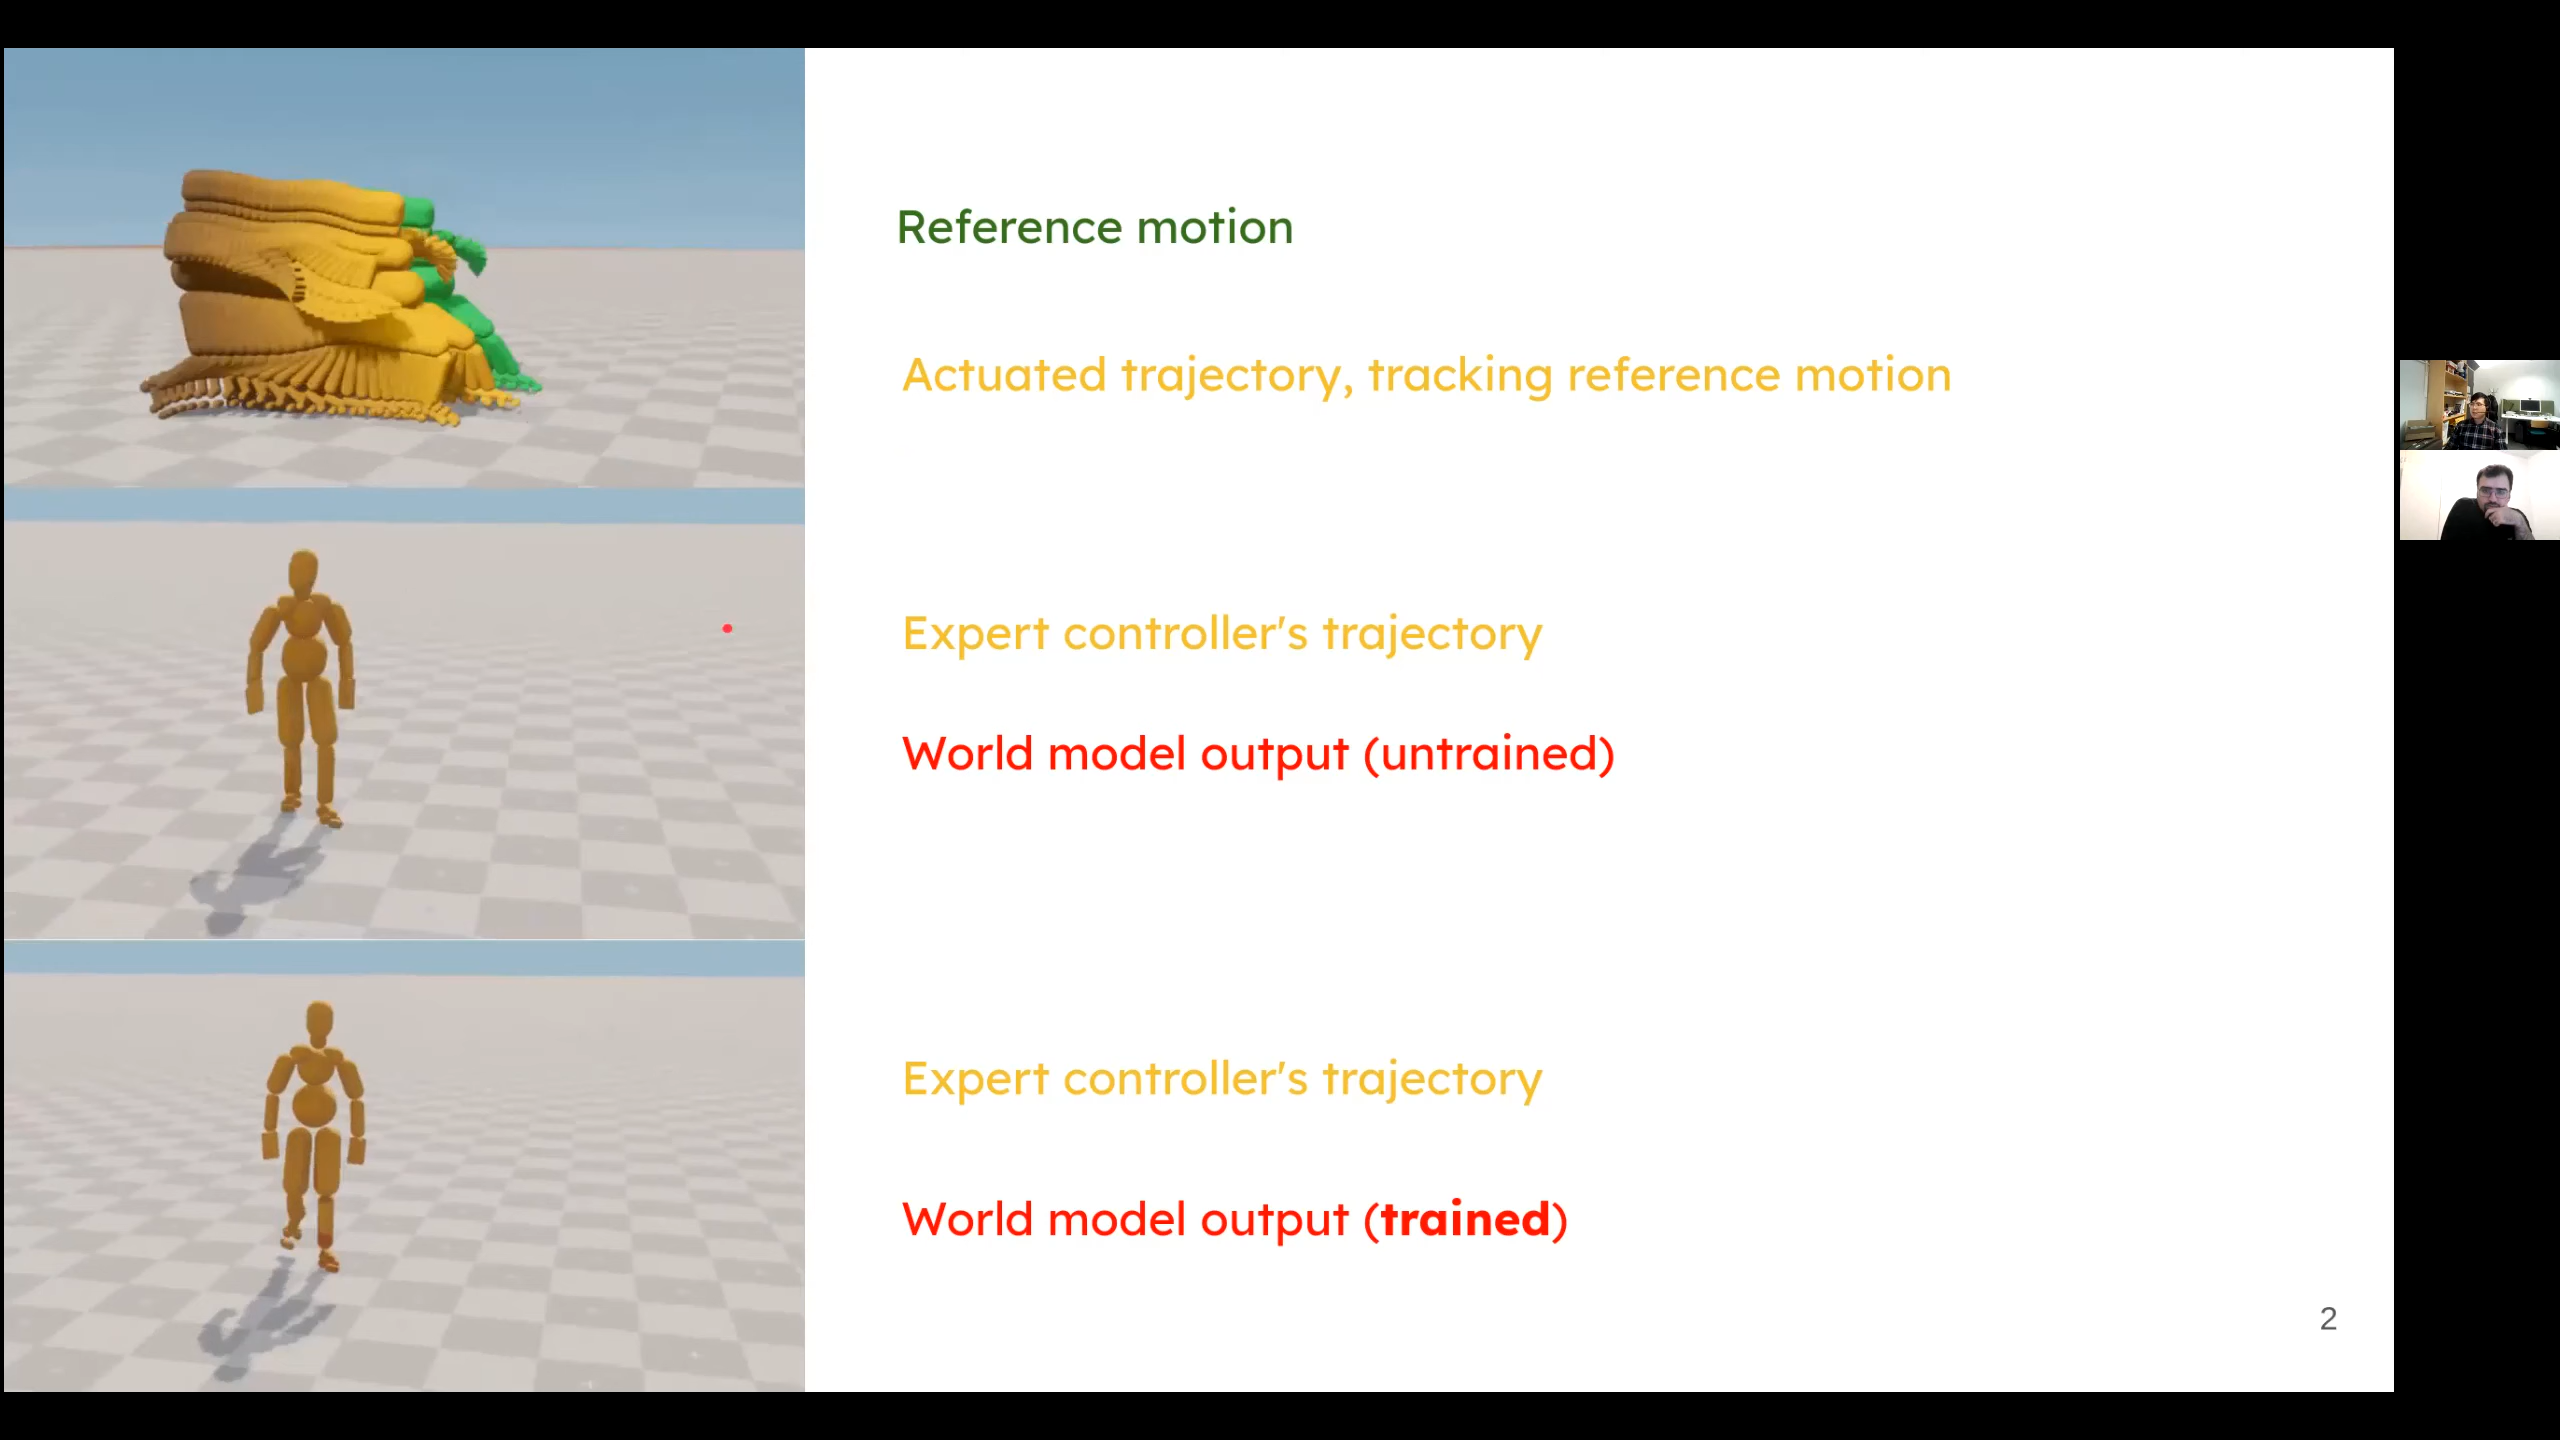 Reference motion
Actuated trajectory, tracking reference motion
Expert controller's trajectory
World model output (untrained)
Expert controller's trajectory
World model output (trained)
2